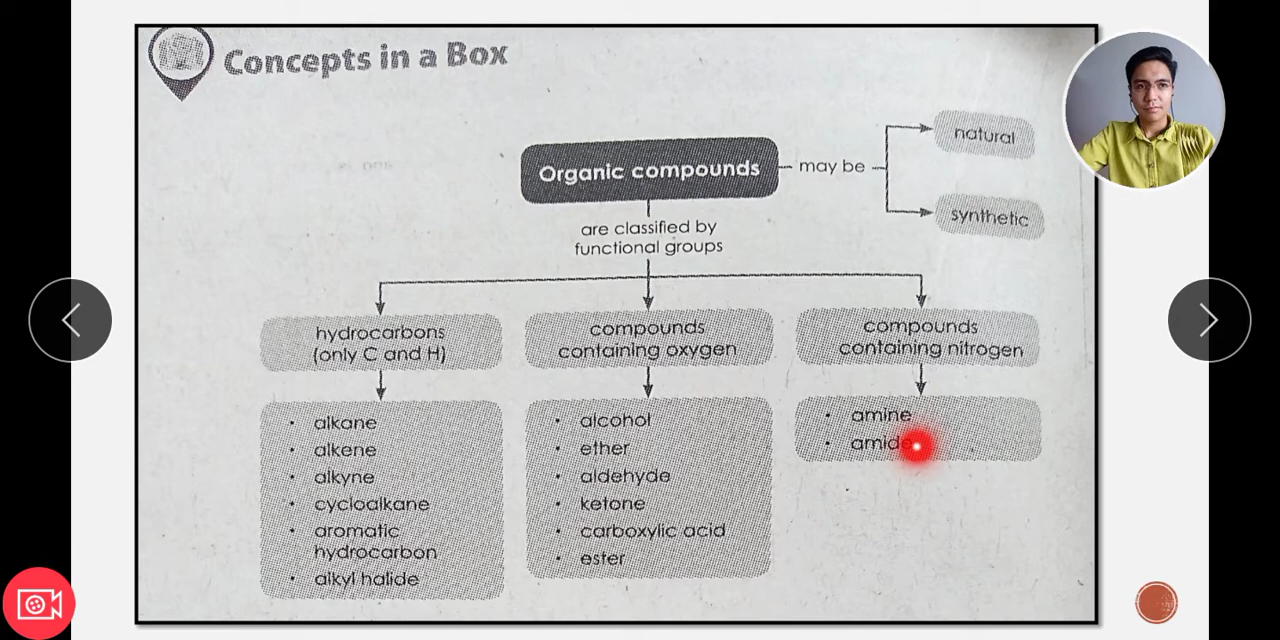 Concepts in a Box
Organic compounds
may be
natural
synthetic
are classified by
functional groups
hydrocarbons
(only C and H)
• alkane
• alkene
• alkyne
• cycloalkane
• aromatic
hydrocarbon
• alkyl halide
compounds
containing oxygen
• alcohol
• ether
• aldehyde
• ketone
• carboxylic acid
• ester
compounds
containing nitrogen
• amine
• amide